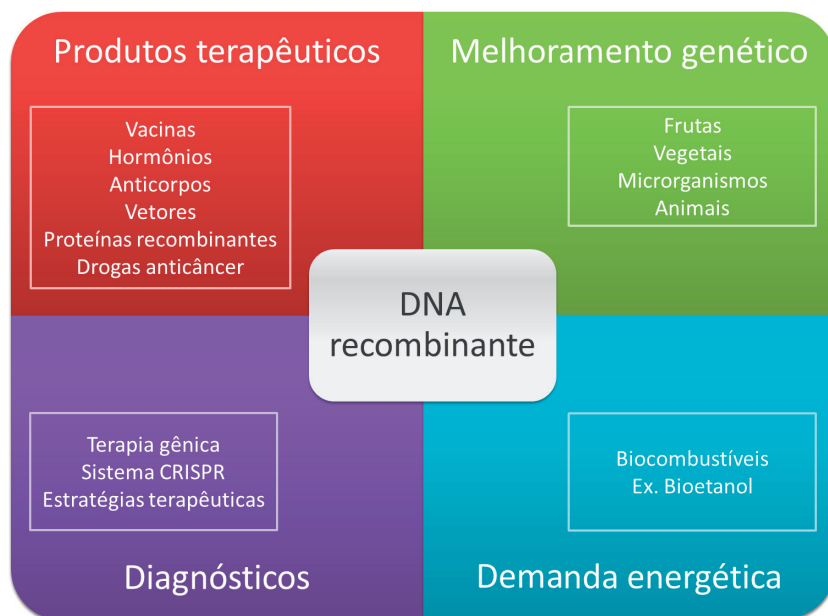 Produtos terapêuticos
Vacinas
Hormônios
Anticorpos
Vetores
Proteínas recombinantes
Drogas anticâncer
Melhoramento genético
Frutas
Vegetais
Microrganismos
Animais
DNA
recombinante
Terapia gênica
Sistema CRISPR
Estratégias terapêuticas
Diagnósticos
Biocombustíveis
Ex. Bioetanol
Demanda energética